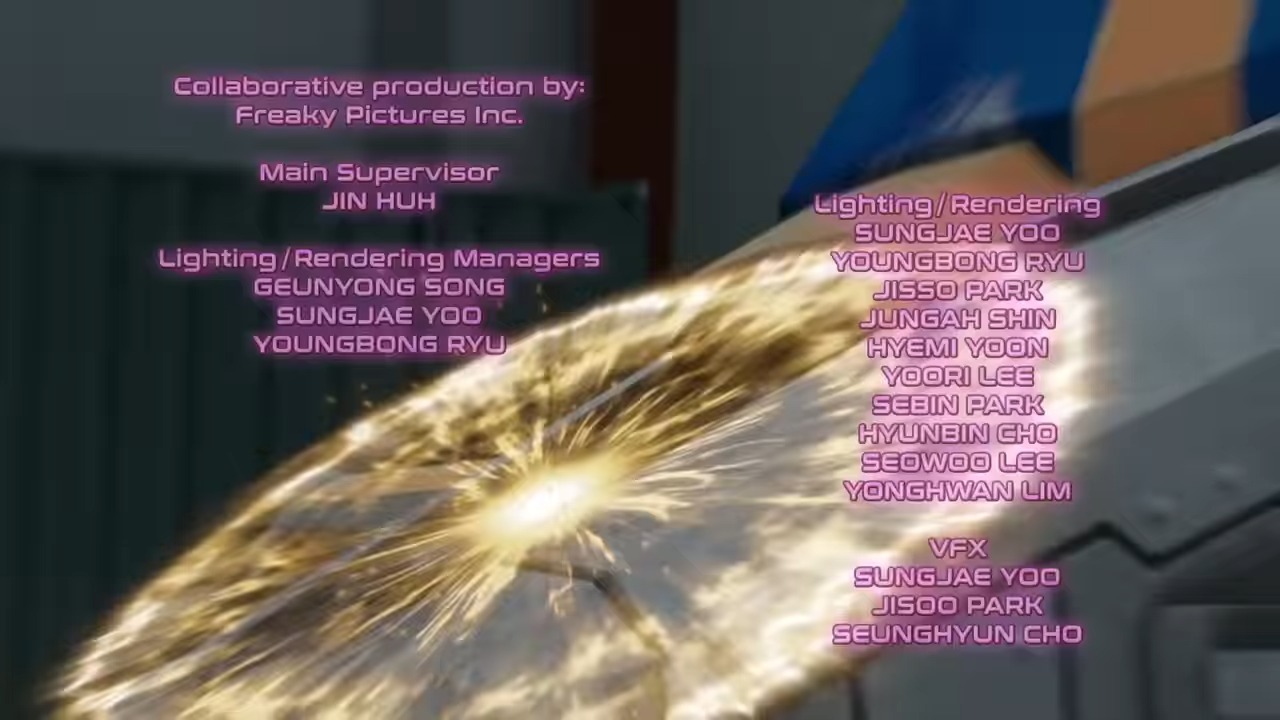 Collaborative production by:
Freaky Pictures Inc.
Main Supervisor
JIN HUH
Lighting/Rendering Managers
GEUNYONG SONG
SUNGJAE YOO
YOUNGBONG RYU
Lighting/Rendering
SUNGJAE YOO
YOUNGBONG RYU
JISSO PARK
JUNGAH SHIN
HYEMI YOON
YOORI LEE
SEBIN PARK
HYUNBIN CHO
SEOWOO LEE
YONGHWAN LIM
VFX
SUNGJAE YOO
JISOO PARK
SEUNGHYUN CHO